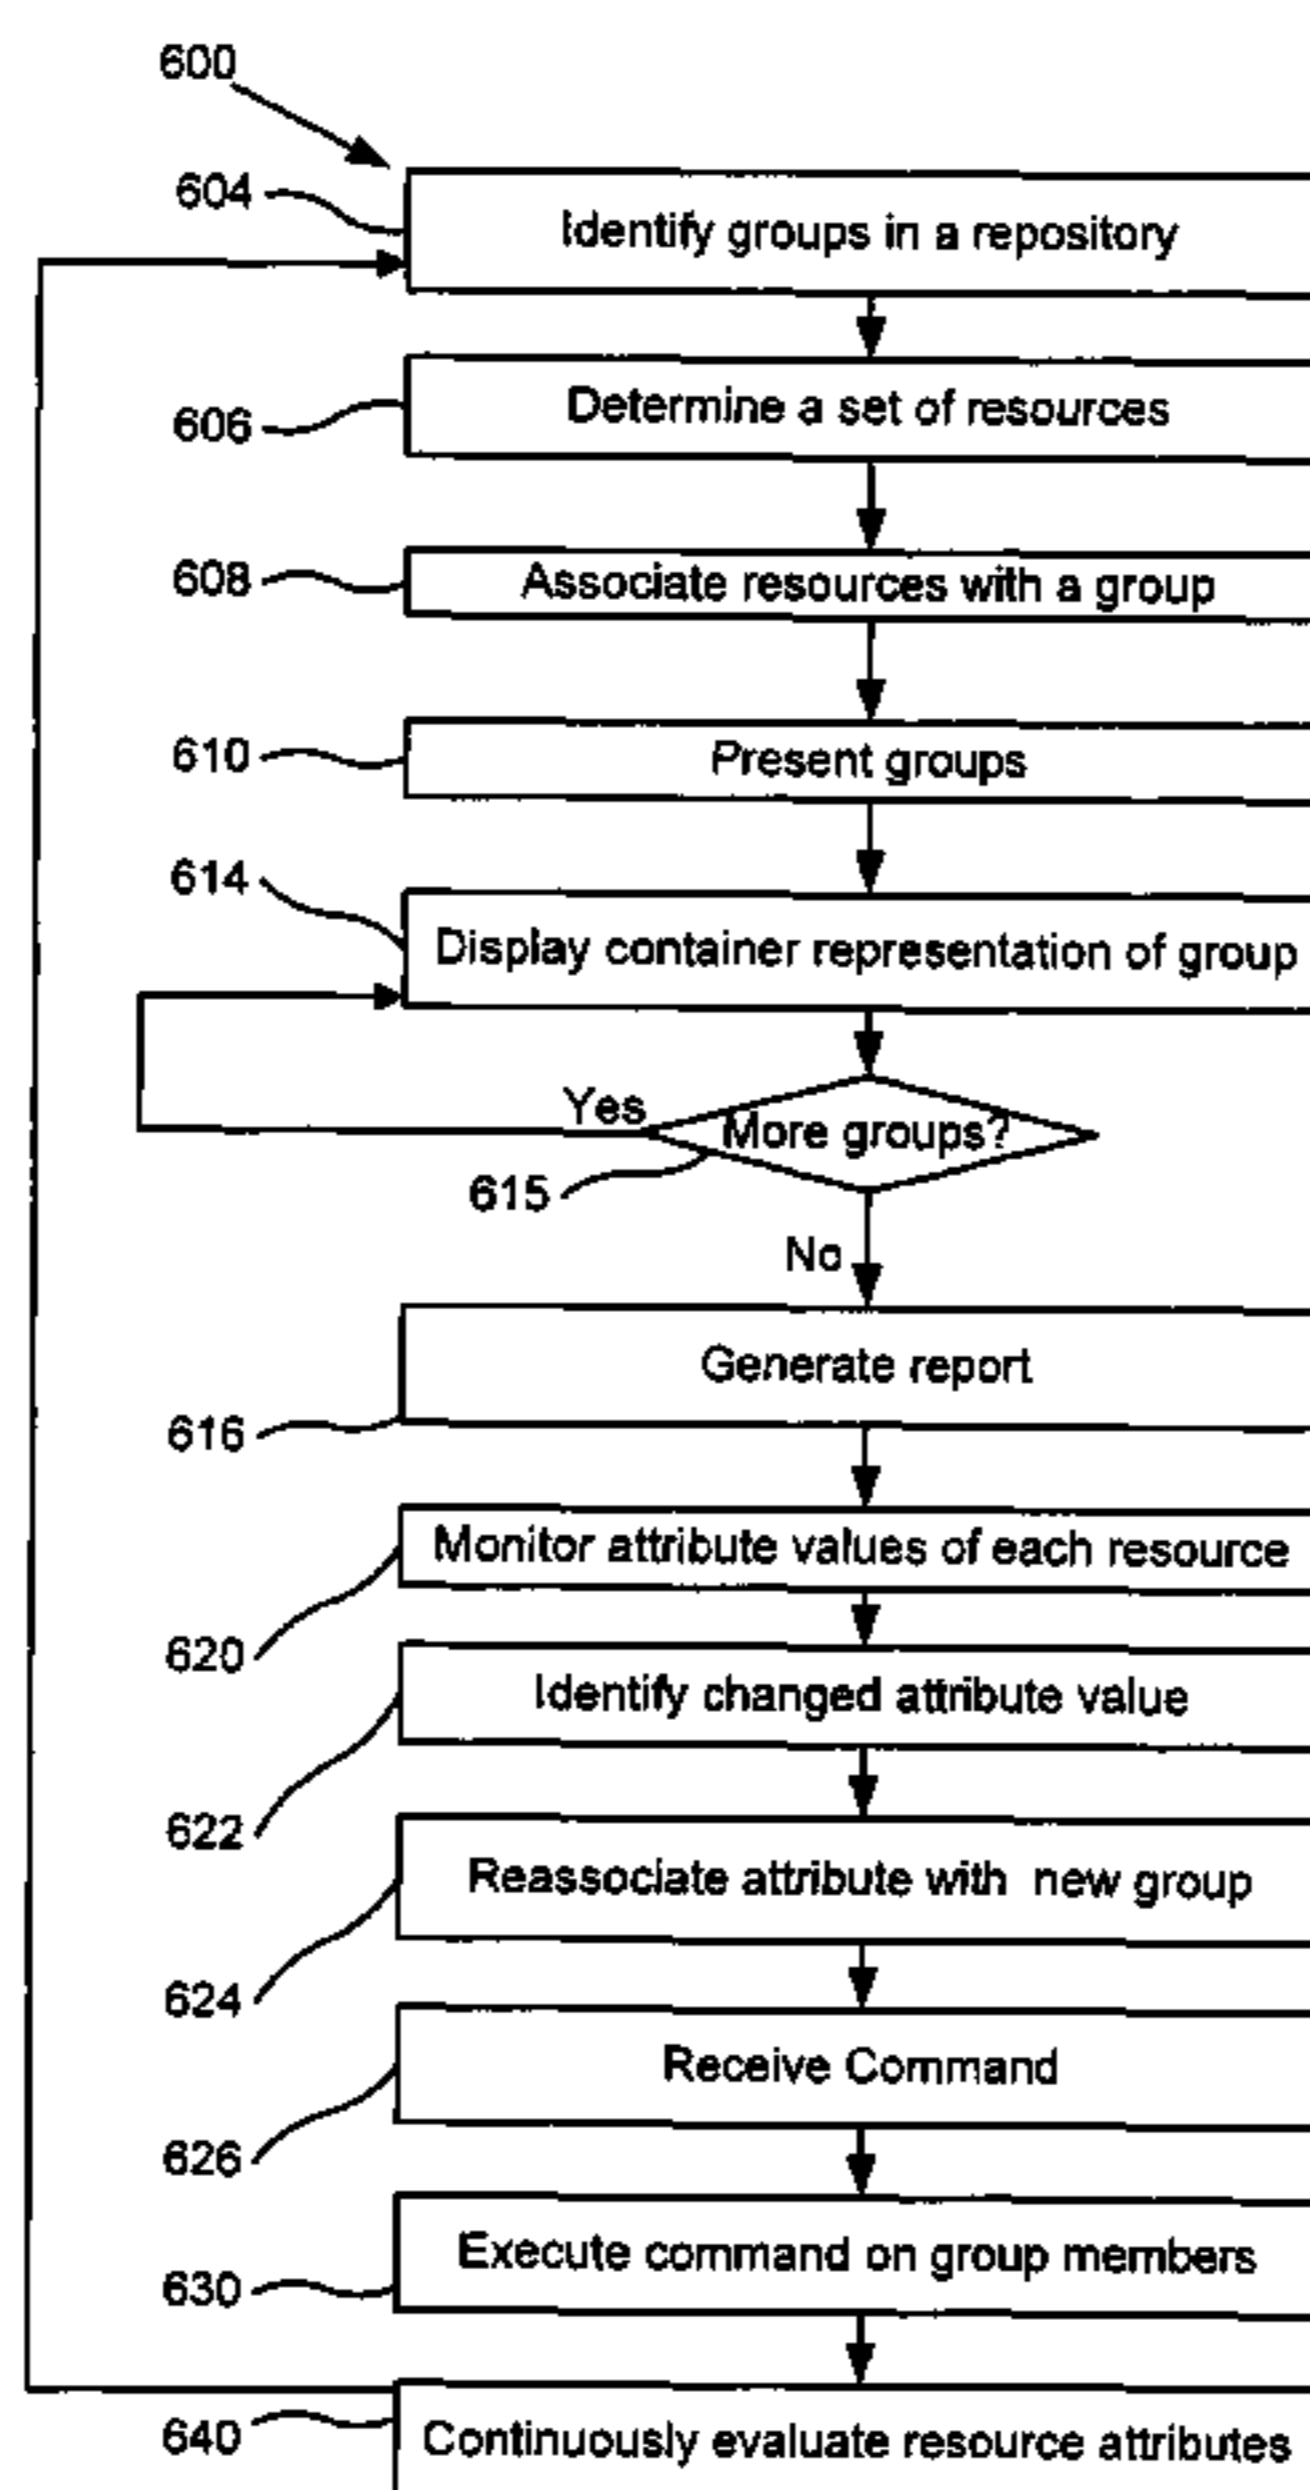 600
604
Identify groups in a repository
606
Determine a set of resources
608
Associate resources with a group
610
Present groups
614
Display container representation of group
Yes
More groups?
615
No
Generate report
616
Monitor attribute values of each resource
620
Identify changed attribute value
622
Reassociate attribute with new group
624
Receive Command
626
Execute command on group members
630
640
Continuously evaluate resource attributes